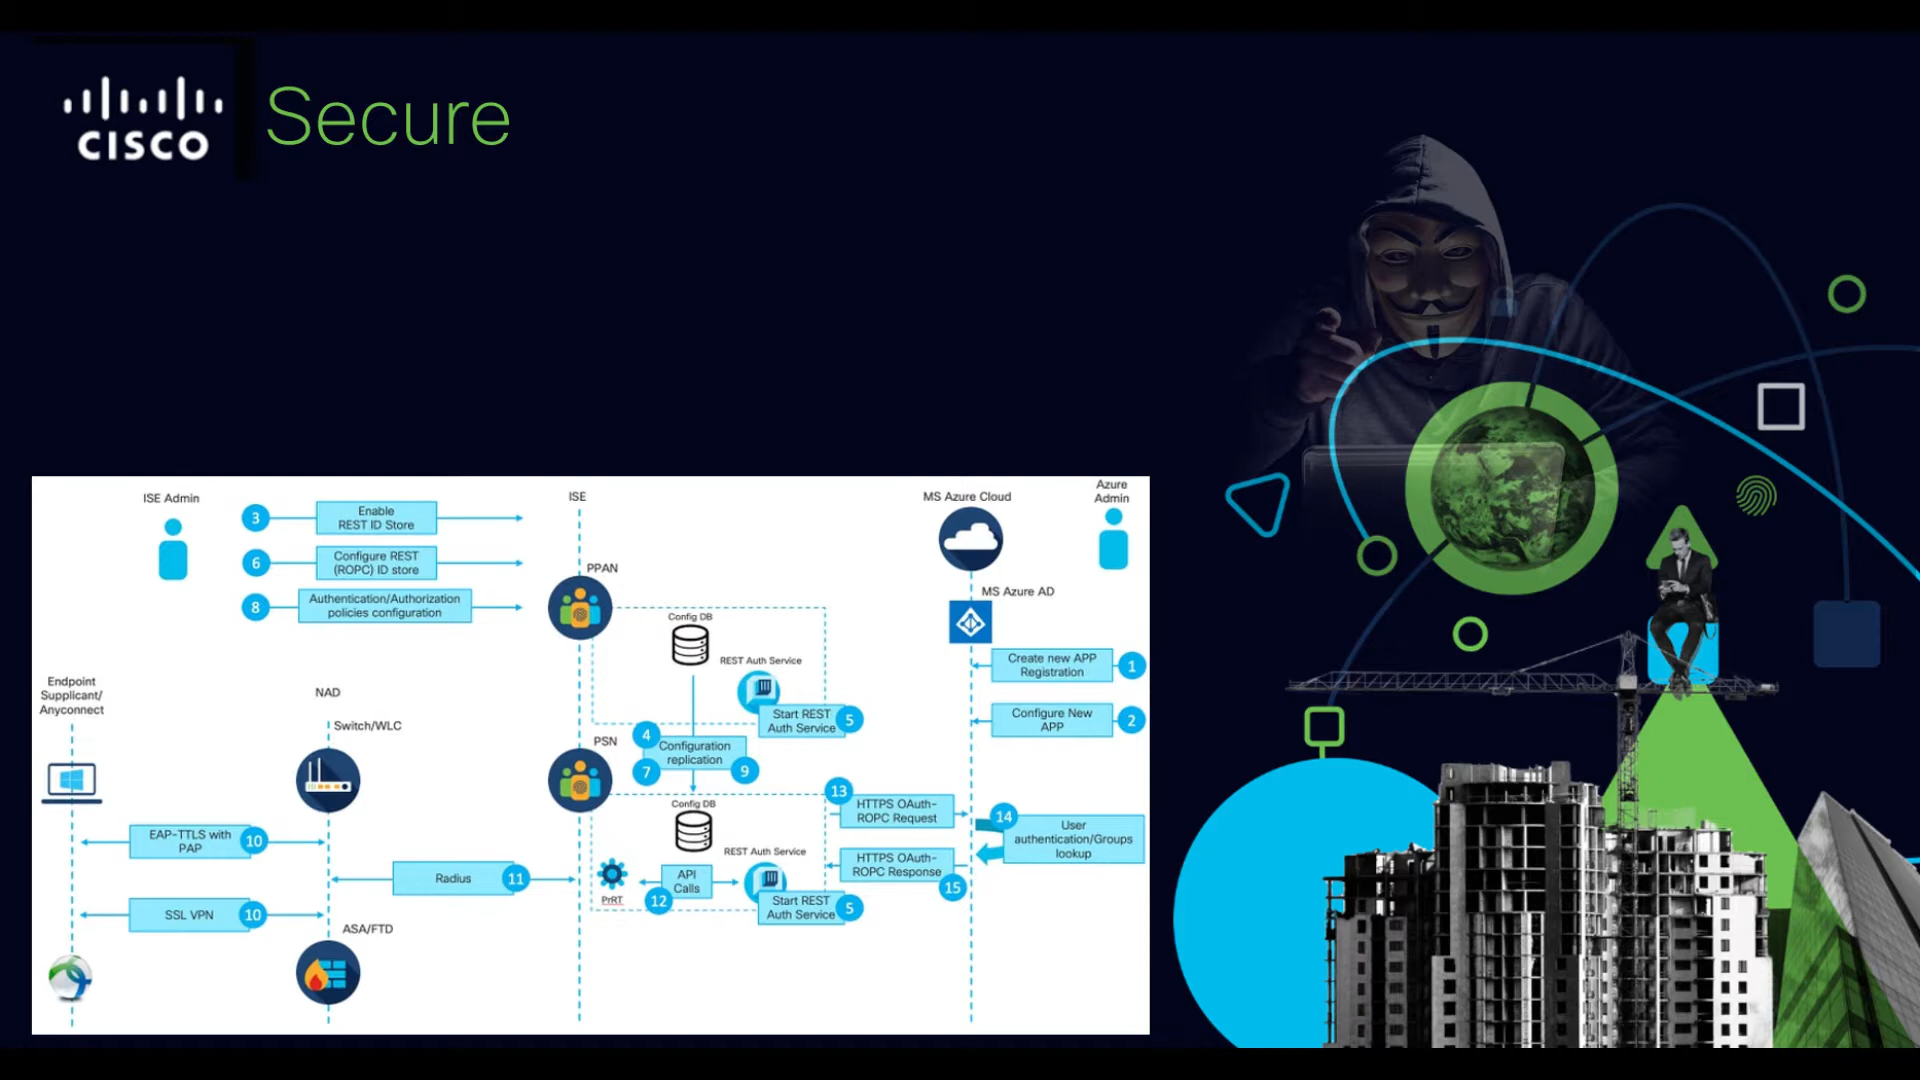 CISCO
Secure
ISE Admin
3
Enable
REST ID Store
6
Configure REST
(ROPC) ID store
8
Authentication/Authorization
policies configuration
ISE
PPAN
Config DB
REST Auth Service
Start REST
Auth Service
5
MS Azure Cloud
Azure
Admin
MS Azure AD
Create new APP
Registration
1
Configure New
APP
2
Endpoint
Supplicant/
Anyconnect
NAD
Switch/WLC
PSN
4
Configuration
replication
7
9
Config DB
REST Auth Service
Start REST
Auth Service
5
PrRT
API
Calls
12
13
HTTPS OAuth-
ROPC Request
14
User
authentication/Groups
lookup
HTTPS OAuth-
ROPC Response
15
EAP-TTLS with
PAP
10
Radius
11
SSL VPN
10
ASA/FTD